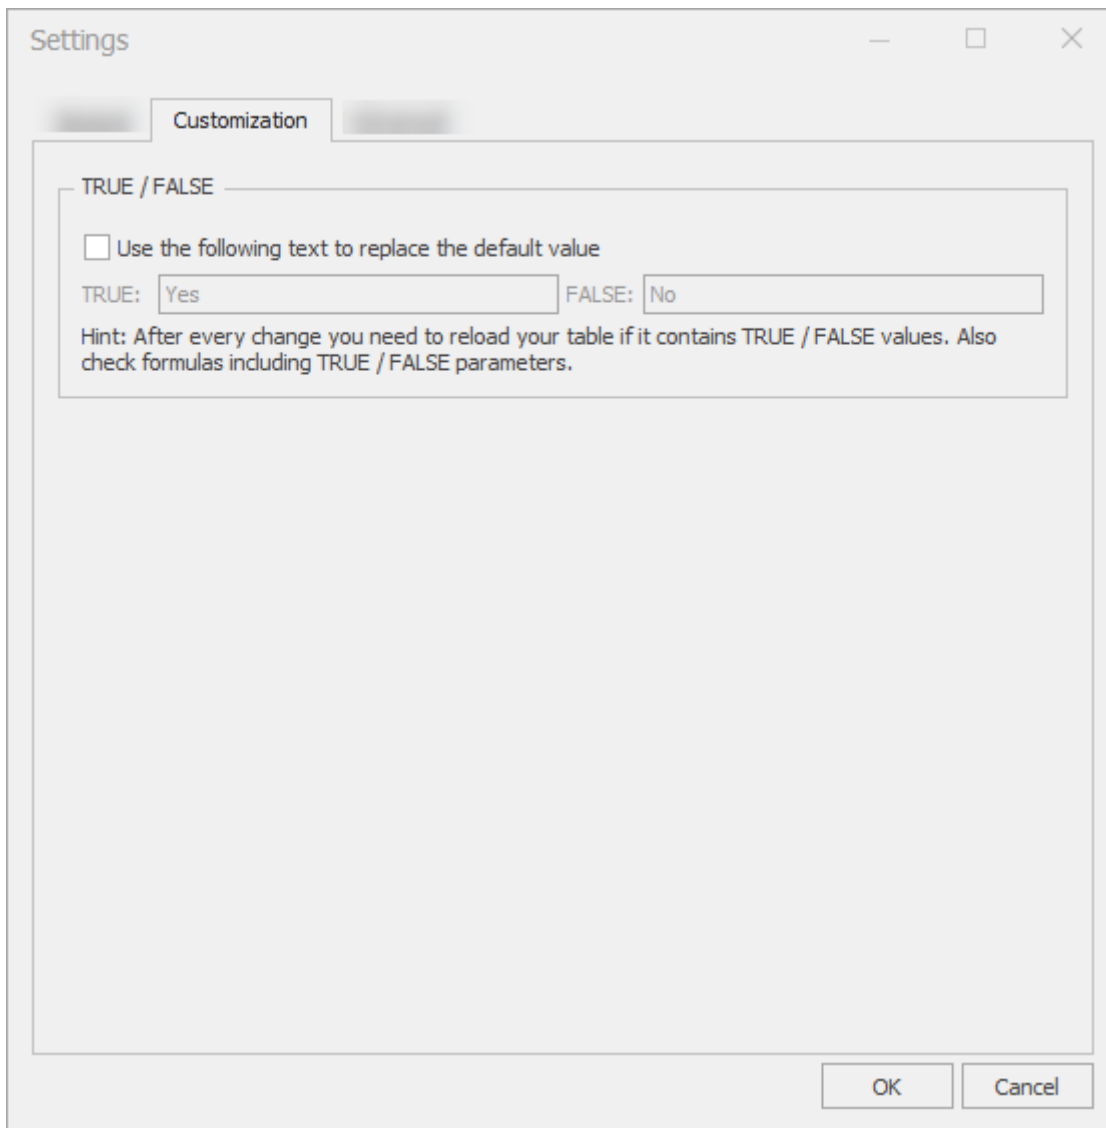 Settings
Customization
TRUE / FALSE
Use the following text to replace the default value
TRUE: Yes FALSE: No
Hint: After every change you need to reload your table if it contains TRUE / FALSE values. Also
check formulas including TRUE / FALSE parameters.
OK Cancel